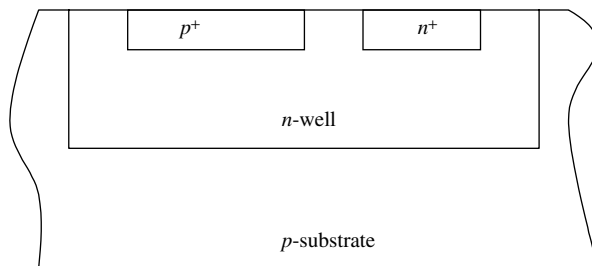 p⁺ n⁺
n-well
p-substrate